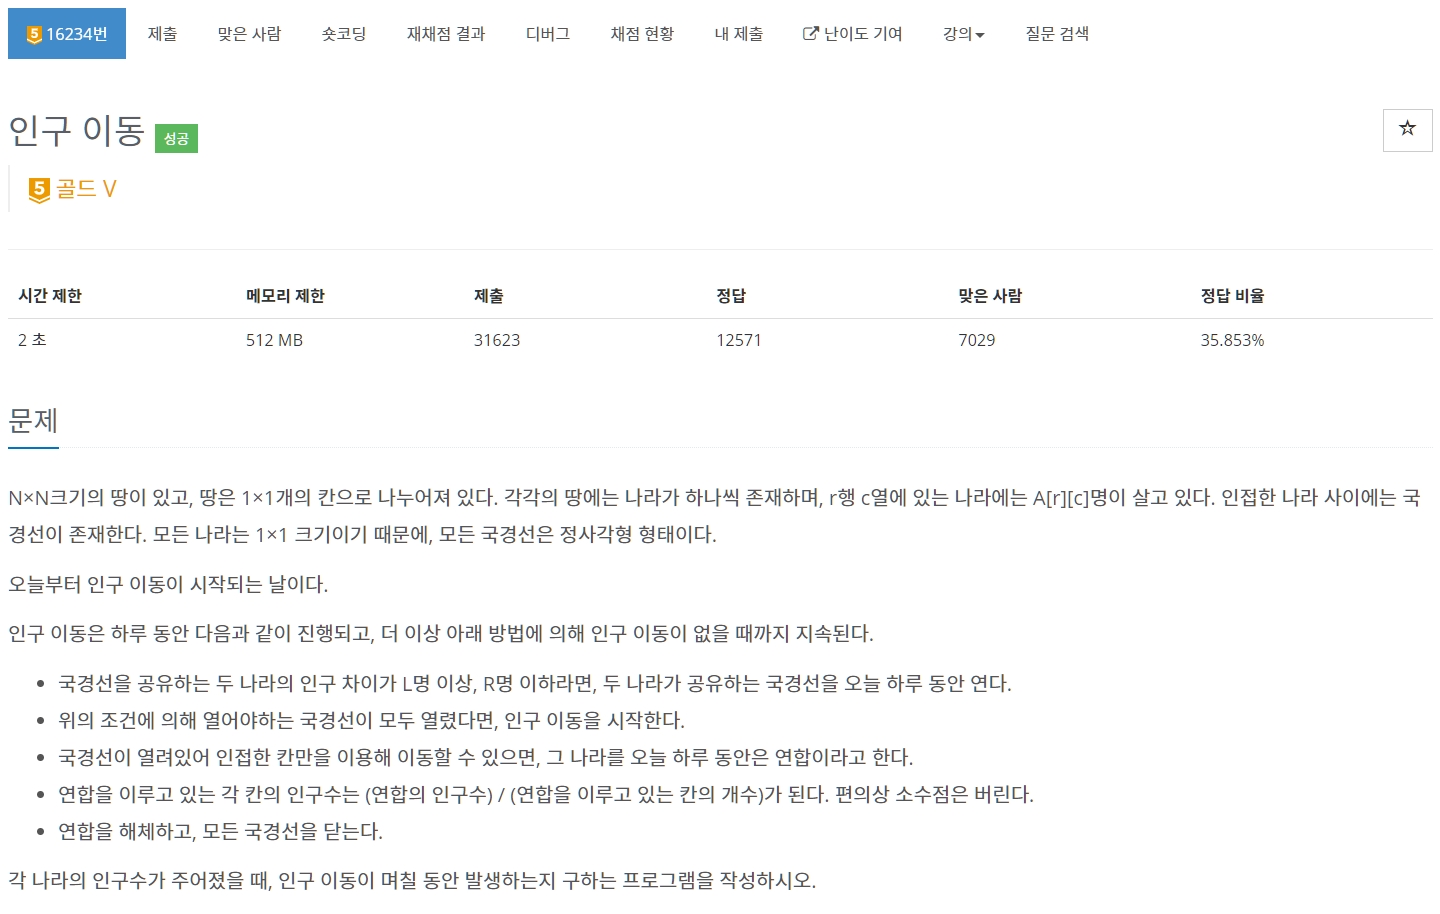 5 16234번 제출 맞은 사람 숏코딩 재채점 결과 디버그 채점 현황 내 제출 난이도 기여 강의 질문 검색
인구 이동 성공
5 골드 V
시간 제한 메모리 제한 제출 정답 맞은 사람 정답 비율
2 초 512 MB 31623 12571 7029 35.853%
문제
N×N크기의 땅이 있고, 땅은 1×1개의 칸으로 나누어져 있다. 각각의 땅에는 나라가 하나씩 존재하며, r행 c열에 있는 나라에는 A[r][c]명이 살고 있다. 인접한 나라 사이에는 국
경선이 존재한다. 모든 나라는 1×1 크기이기 때문에, 모든 국경선은 정사각형 형태이다.
오늘부터 인구 이동이 시작되는 날이다.
인구 이동은 하루 동안 다음과 같이 진행되고, 더 이상 아래 방법에 의해 인구 이동이 없을 때까지 지속된다.
• 국경선을 공유하는 두 나라의 인구 차이가 L명 이상, R명 이하라면, 두 나라가 공유하는 국경선을 오늘 하루 동안 연다.
• 위의 조건에 의해 열어야하는 국경선이 모두 열렸다면, 인구 이동을 시작한다.
• 국경선이 열려있어 인접한 칸만을 이용해 이동할 수 있으면, 그 나라를 오늘 하루 동안은 연합이라고 한다.
• 연합을 이루고 있는 각 칸의 인구수는 (연합의 인구수) / (연합을 이루고 있는 칸의 개수)가 된다. 편의상 소수점은 버린다.
• 연합을 해체하고, 모든 국경선을 닫는다.
각 나라의 인구수가 주어졌을 때, 인구 이동이 며칠 동안 발생하는지 구하는 프로그램을 작성하시오.